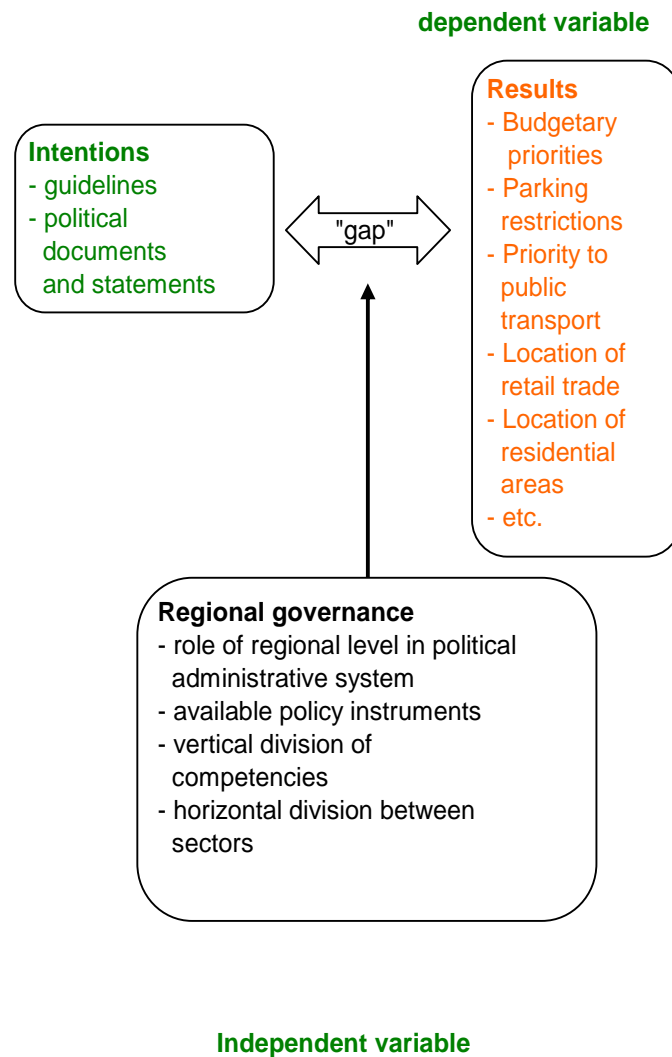 dependent variable
Intentions
- guidelines
- political
documents
and statements
"gap"
Results
- Budgetary
priorities
- Parking
restrictions
- Priority to
public
transport
- Location of
retail trade
- Location of
residential
areas
- etc.
Regional governance
- role of regional level in political
administrative system
- available policy instruments
- vertical division of
competencies
- horizontal division between
sectors
Independent variable